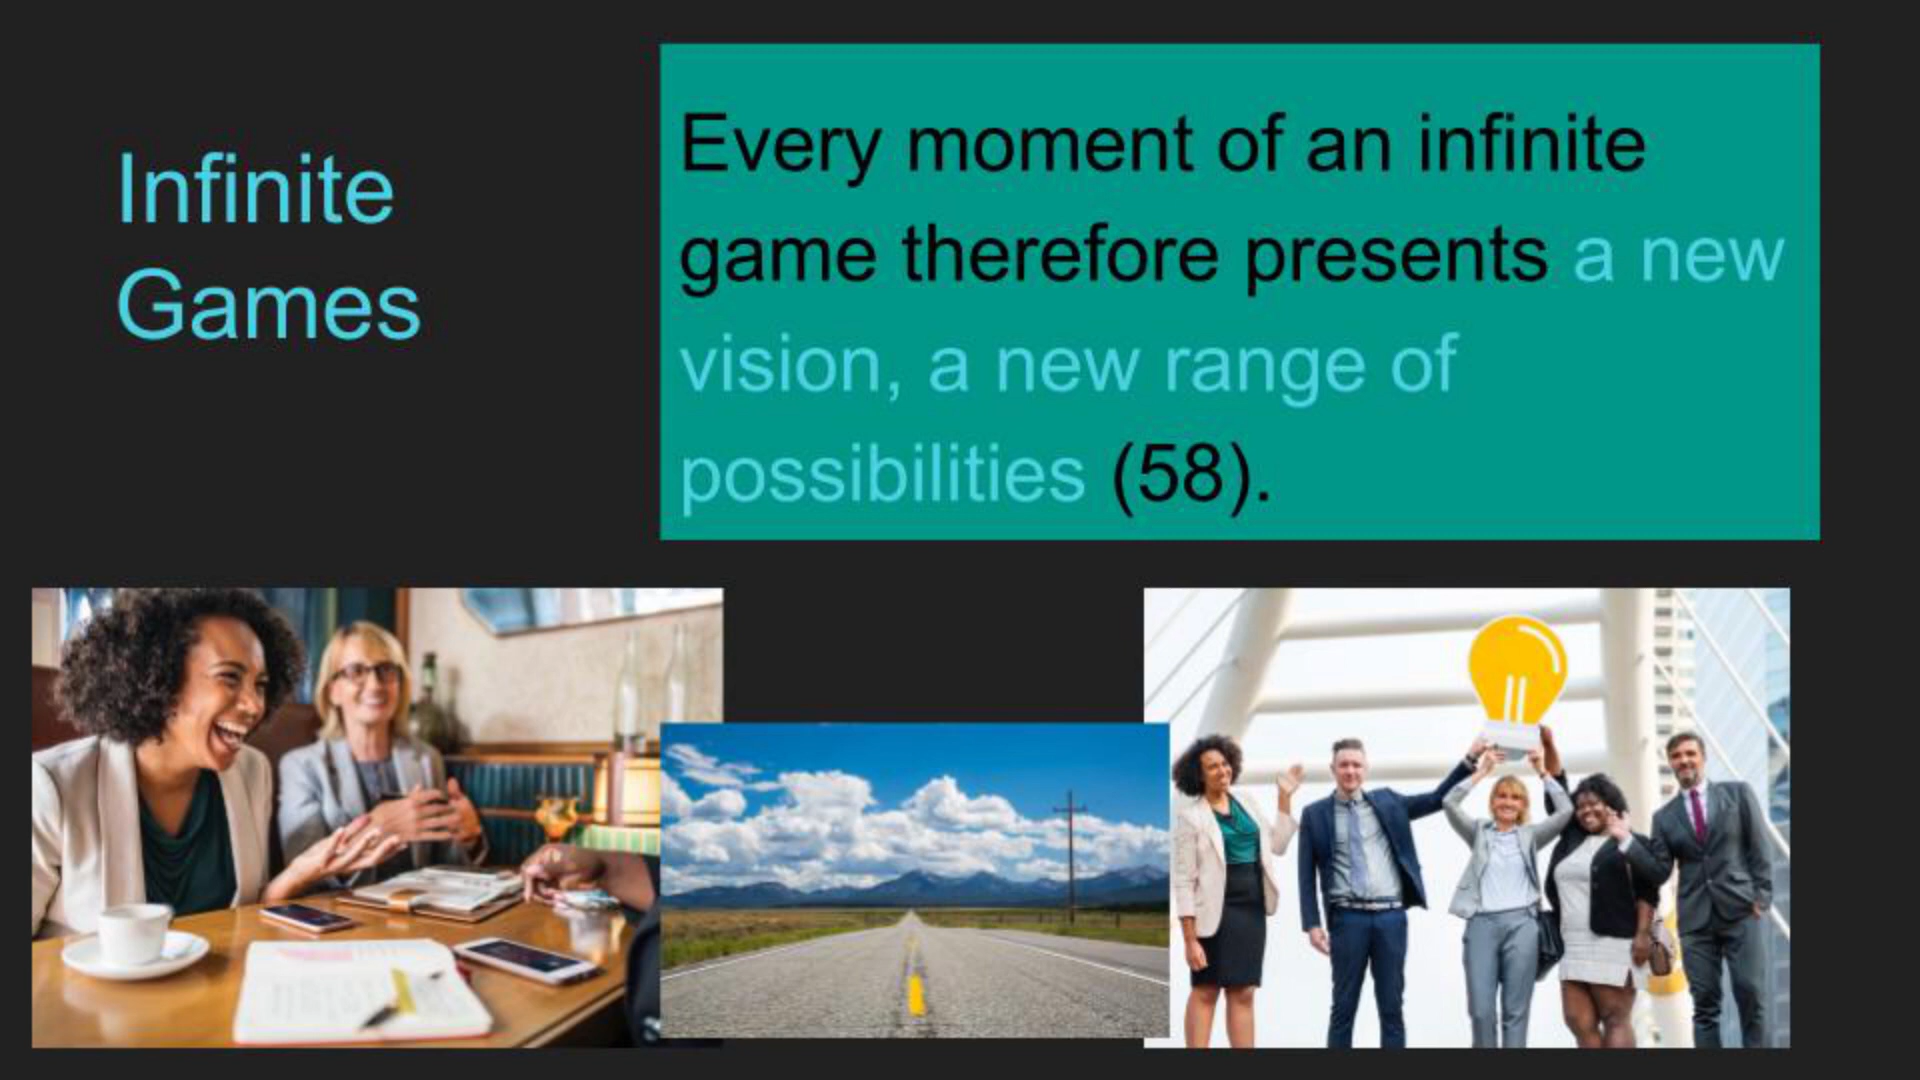 Infinite
Games
Every moment of an infinite
game therefore presents a new
vision, a new range of
possibilities (58).